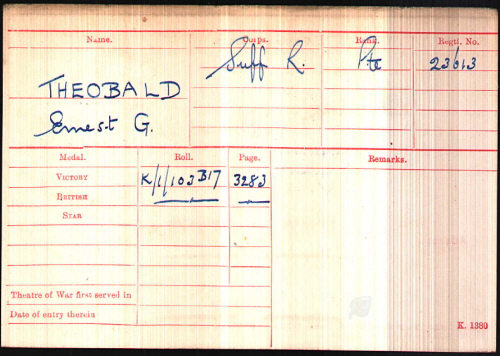 Name. Corps. Rank. Regtl. No.
Suff R. Pte 23613
THEOBALD
Ernest G.
Medal. Roll. Page. Remarks.
VICTORY K/1/103B17 3283
BRITISH
STAR
Theatre of War first served in
Date of entry therein
K. 1380